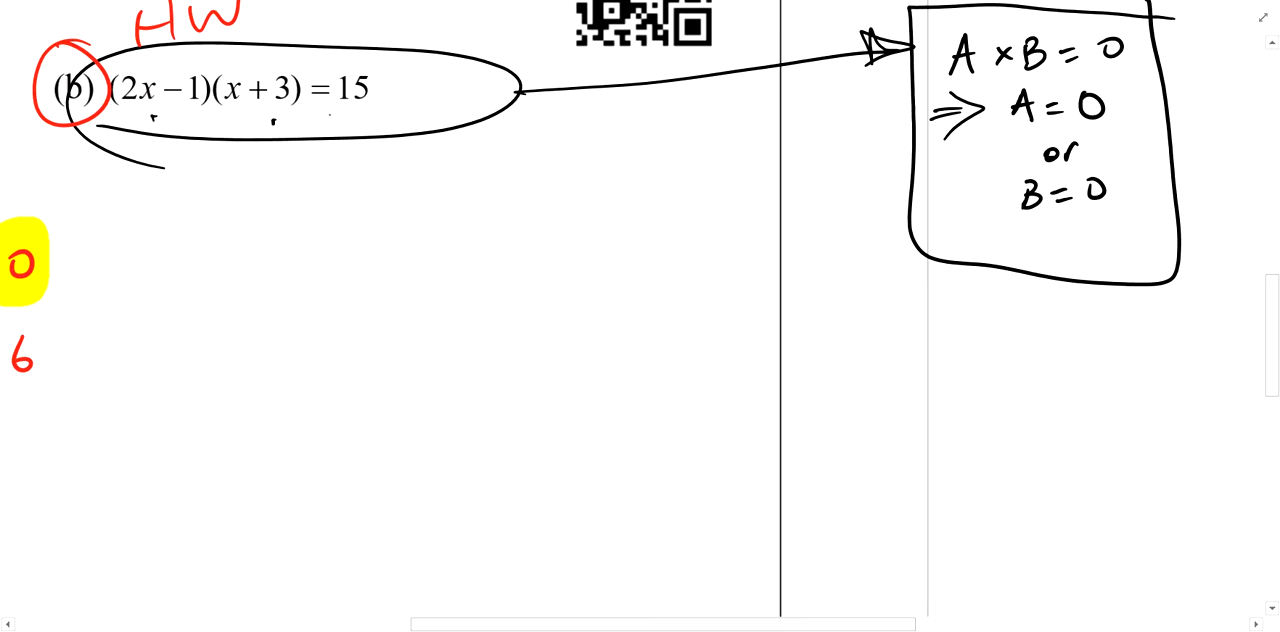 HW
(b) (2x − 1)(x + 3) = 15
A × B = 0
⇒ A = 0
or
B = 0
0
6